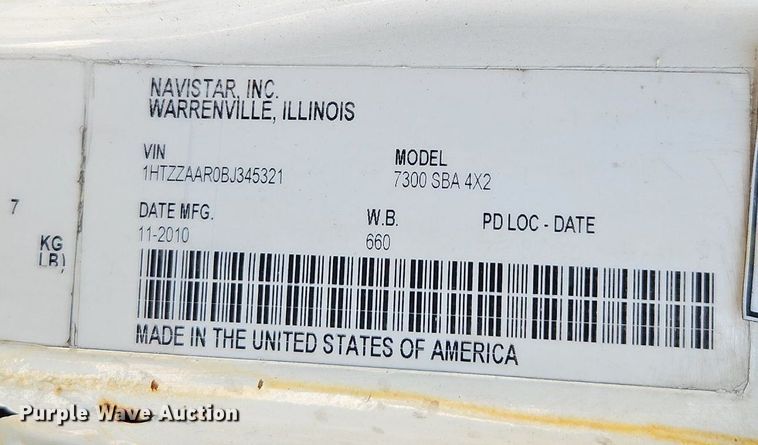 NAVISTAR, INC.
WARRENVILLE, ILLINOIS
VIN MODEL
1HTZZAAR0BJ345321 7300 SBA 4X2
7
DATE MFG. W.B. PD LOC - DATE
11-2010 660
KG
LB)
MADE IN THE UNITED STATES OF AMERICA
Purple Wave Auction